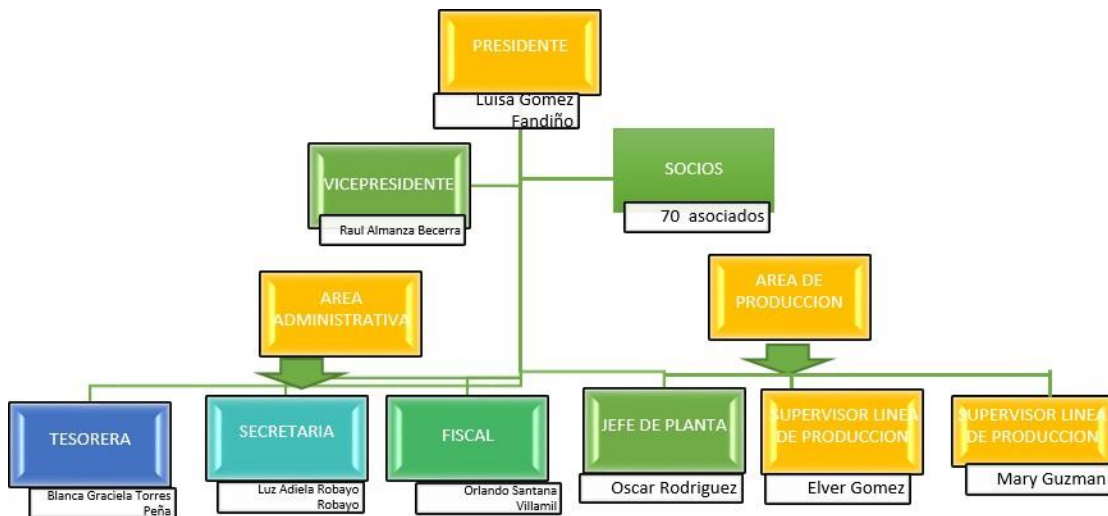 PRESIDENTE
Luisa Gomez
Fandiño
VICEPRESIDENTE
Raul Almanza Becerra
SOCIOS
70 asociados
AREA
ADMINISTRATIVA
AREA DE
PRODUCCION
TESORERA
Blanca Graciela Torres
Peña
SECRETARIA
Luz Adiela Robayo
Robayo
FISCAL
Orlando Santana
Villamil
JEFE DE PLANTA
Oscar Rodriguez
SUPERVISOR LINEA
DE PRODUCCION
Elver Gomez
SUPERVISOR LINEA
DE PRODUCCION
Mary Guzman